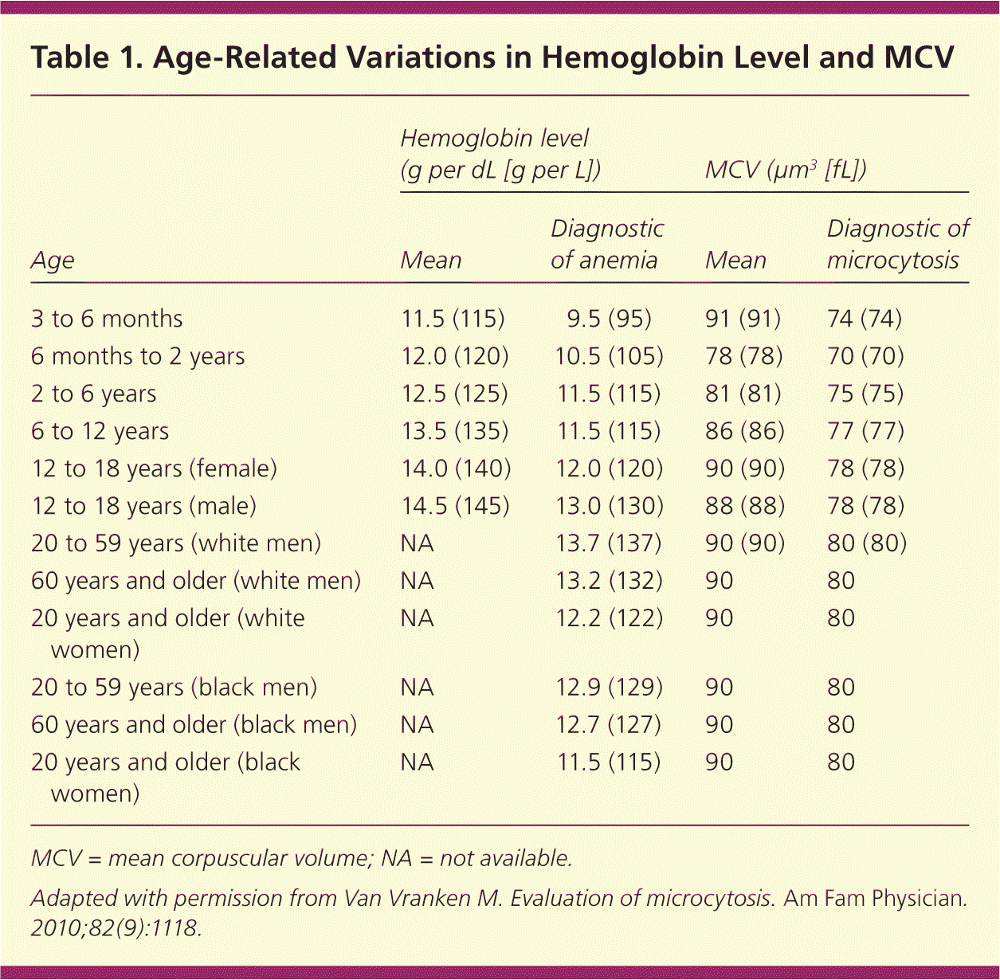 Table 1. Age-Related Variations in Hemoglobin Level and MCV
Hemoglobin level
(g per dL [g per L]) MCV (μm³ [fL])
Age Mean Diagnostic of anemia Mean Diagnostic of microcytosis
3 to 6 months 11.5 (115) 9.5 (95) 91 (91) 74 (74)
6 months to 2 years 12.0 (120) 10.5 (105) 78 (78) 70 (70)
2 to 6 years 12.5 (125) 11.5 (115) 81 (81) 75 (75)
6 to 12 years 13.5 (135) 11.5 (115) 86 (86) 77 (77)
12 to 18 years (female) 14.0 (140) 12.0 (120) 90 (90) 78 (78)
12 to 18 years (male) 14.5 (145) 13.0 (130) 88 (88) 78 (78)
20 to 59 years (white men) NA 13.7 (137) 90 (90) 80 (80)
60 years and older (white men) NA 13.2 (132) 90 80
20 years and older (white NA 12.2 (122) 90 80
women)
20 to 59 years (black men) NA 12.9 (129) 90 80
60 years and older (black men) NA 12.7 (127) 90 80
20 years and older (black NA 11.5 (115) 90 80
women)
MCV = mean corpuscular volume; NA = not available.
Adapted with permission from Van Vranken M. Evaluation of microcytosis. Am Fam Physician.
2010;82(9):1118.